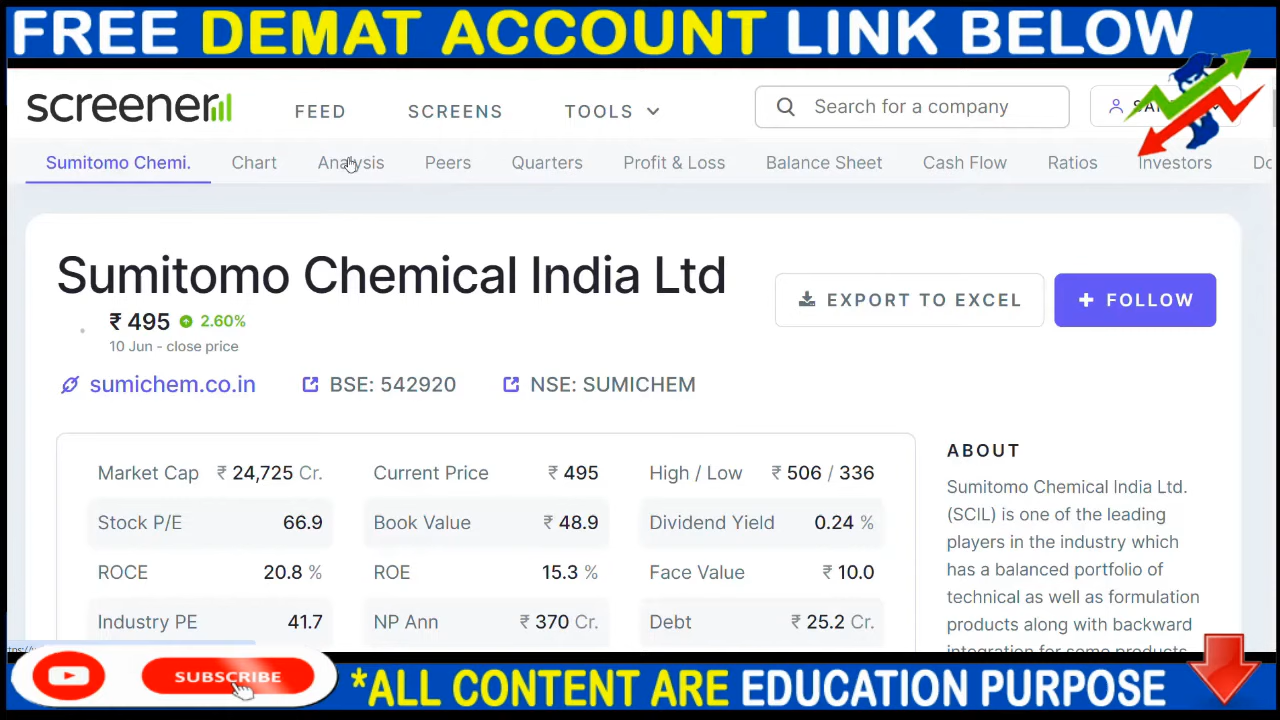 FREE DEMAT ACCOUNT LINK BELOW
screener
FEED
SCREENS
TOOLS
Search for a company
Sumitomo Chemi.
Chart
Analysis
Peers
Quarters
Profit & Loss
Balance Sheet
Cash Flow
Ratios
Investors
Sumitomo Chemical India Ltd
EXPORT TO EXCEL
+ FOLLOW
₹ 495 2.60%
10 Jun - close price
sumichem.co.in
BSE: 542920
NSE: SUMICHEM
Market Cap ₹ 24,725 Cr.
Current Price ₹ 495
High / Low ₹ 506 / 336
Stock P/E 66.9
Book Value ₹ 48.9
Dividend Yield 0.24 %
ROCE 20.8 %
ROE 15.3 %
Face Value ₹ 10.0
Industry PE 41.7
NP Ann ₹ 370 Cr.
Debt ₹ 25.2 Cr.
ABOUT
Sumitomo Chemical India Ltd.
(SCIL) is one of the leading
players in the industry which
has a balanced portfolio of
technical as well as formulation
products along with backward
integration for some products
SUBSCRIBE
*ALL CONTENT ARE EDUCATION PURPOSE